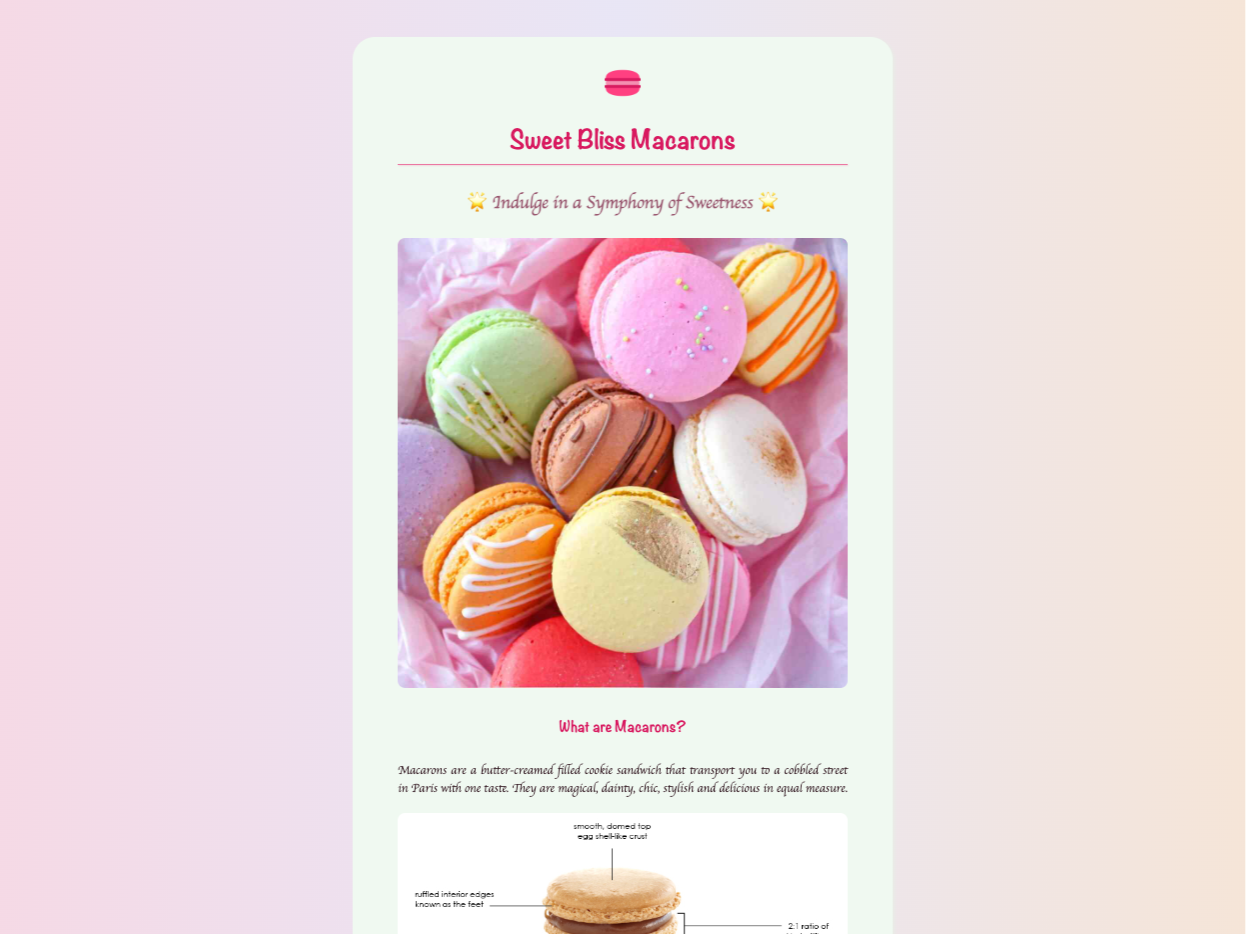 Sweet Bliss Macarons
🌟 Indulge in a Symphony of Sweetness 🌟
What are Macarons?
Macarons are a butter-creamed filled cookie sandwich that transport you to a cobbled street
in Paris with one taste. They are magical, dainty, chic, stylish and delicious in equal measure.
smooth, domed top
egg shell-like crust
ruffled interior edges
known as the feet
2:1 ratio of